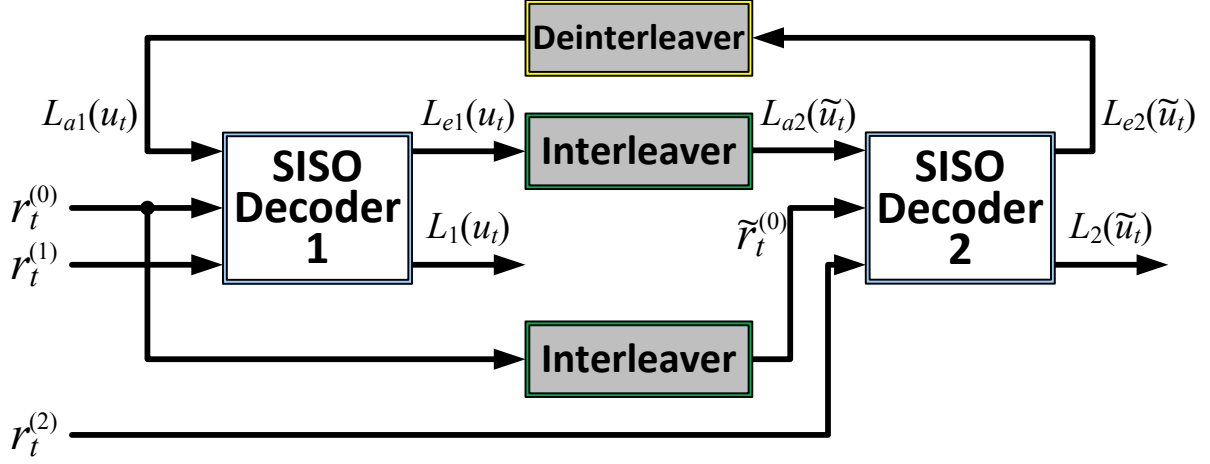 Deinterleaver
Lₐ₁(uₜ)
Lₑ₁(uₜ)
Interleaver
Lₐ₂(ũₜ)
Lₑ₂(ũₜ)
SISO
Decoder
1
SISO
Decoder
2
rₜ⁽⁰⁾
rₜ⁽¹⁾
L₁(uₜ)
r̃ₜ⁽⁰⁾
L₂(ũₜ)
Interleaver
rₜ⁽²⁾